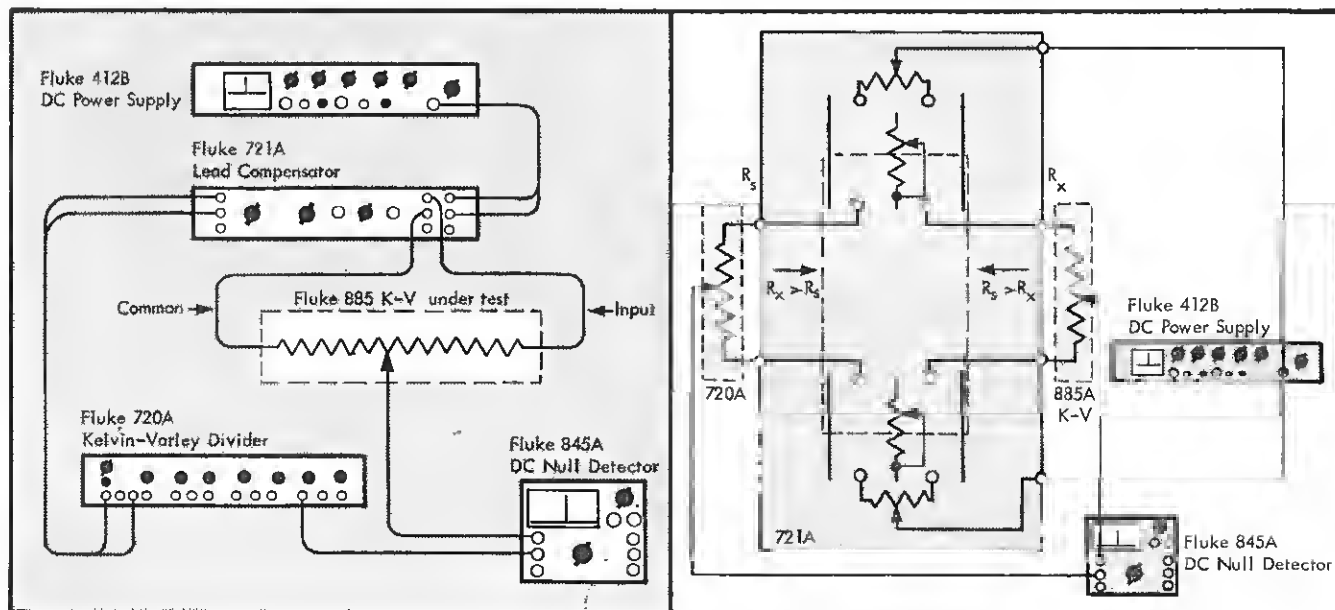 Fluke 412B
DC Power Supply
Fluke 721A
Lead Compensator
Fluke 885 K-V under test
Common
Input
Fluke 720A
Kelvin-Varley Divider
Fluke 845A
DC Null Detector
Rs
Rx
Rx > Rs
Rs > Rx
Fluke 412B
DC Power Supply
720A
885A
K-V
721A
Fluke 845A
DC Null Detector